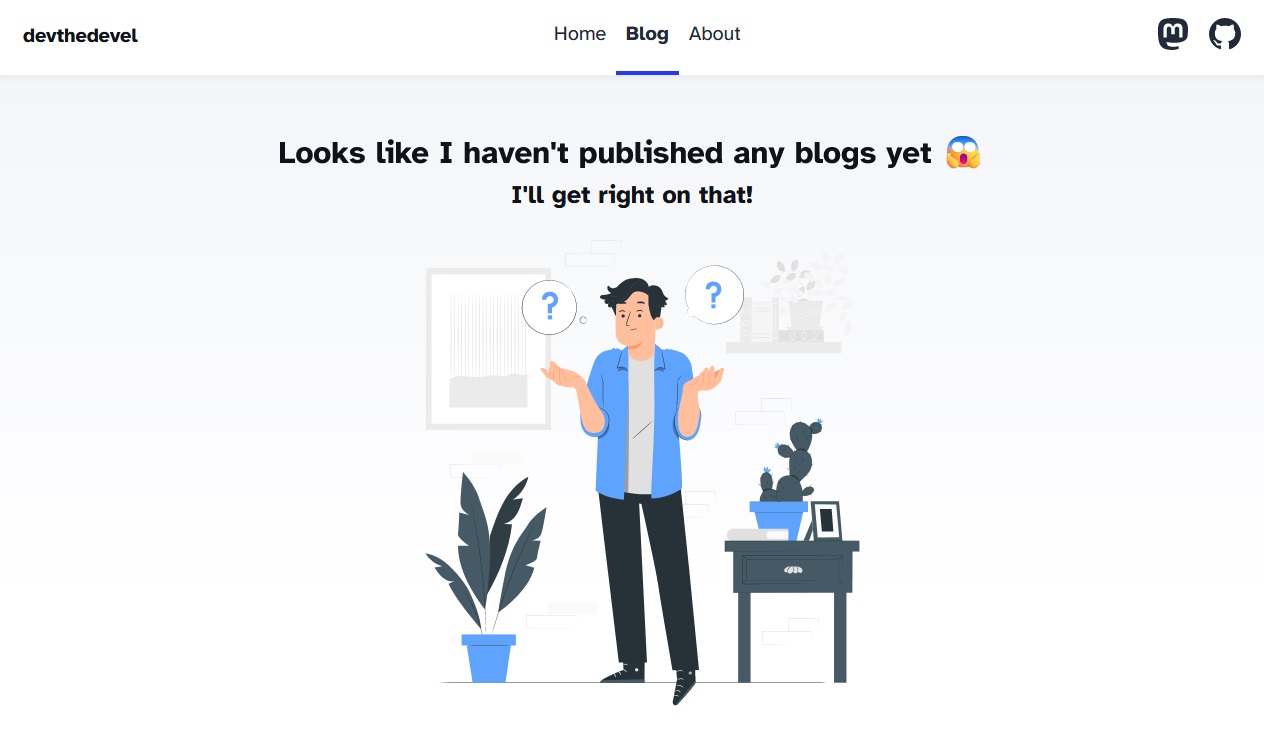 devthedevel
Home Blog About
Looks like I haven't published any blogs yet 😱
I'll get right on that!
?
?